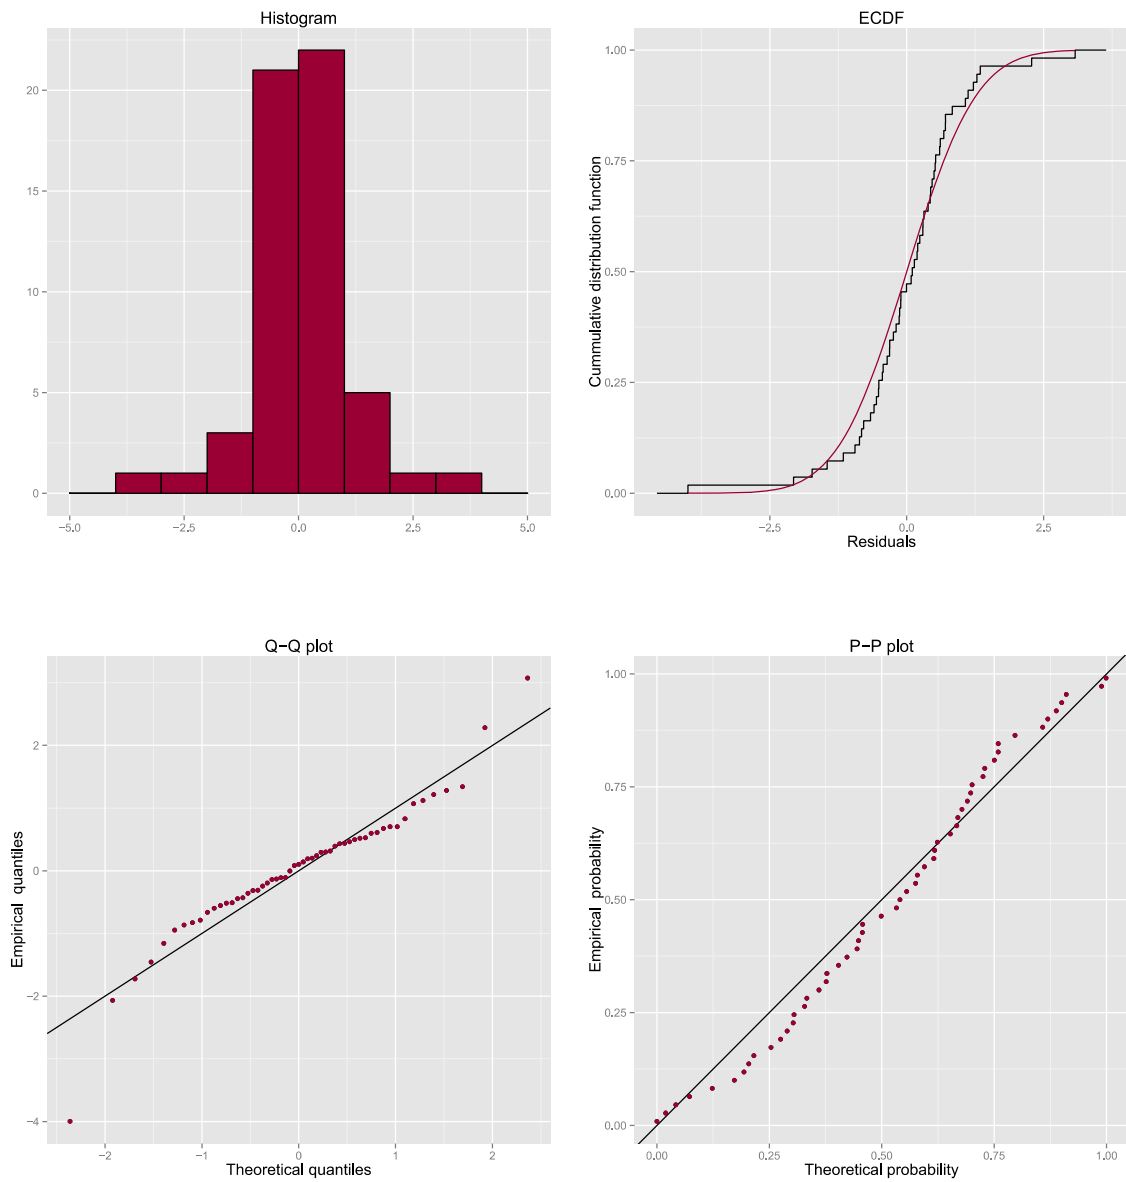 Histogram
20
15
10
5
0
−5.0 −2.5 0.0 2.5 5.0
ECDF
Cummulative distribution function
1.00
0.75
0.50
0.25
0.00
−2.5 0.0 2.5
Residuals
Q−Q plot
Empirical quantiles
2
0
−2
−4
−2 −1 0 1 2
Theoretical quantiles
P−P plot
Empirical probability
1.00
0.75
0.50
0.25
0.00
0.00 0.25 0.50 0.75 1.00
Theoretical probability